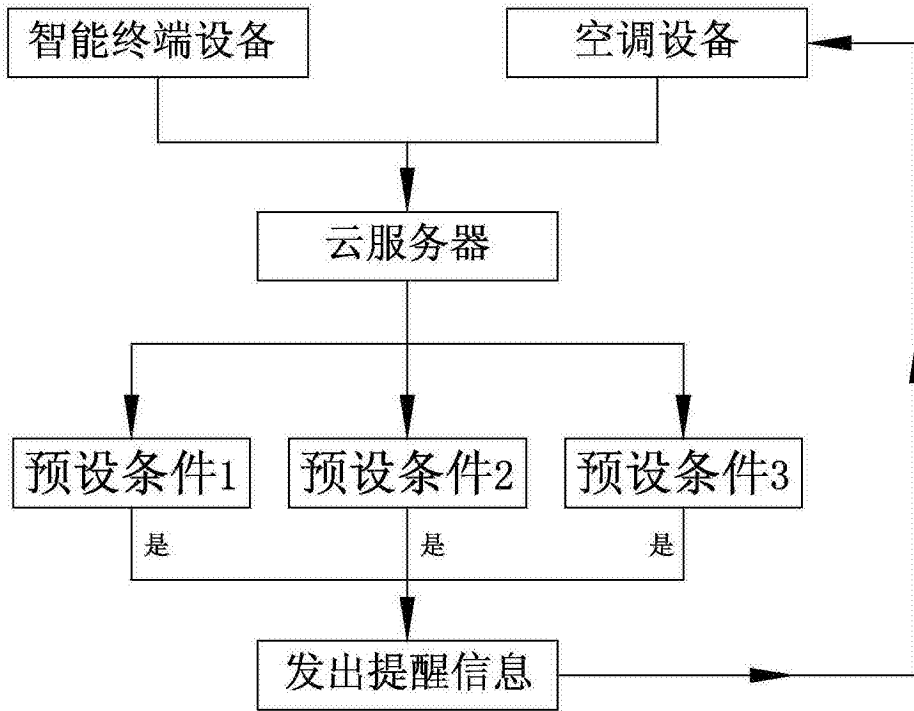 智能终端设备
空调设备
云服务器
预设条件1
预设条件2
预设条件3
是
是
是
发出提醒信息